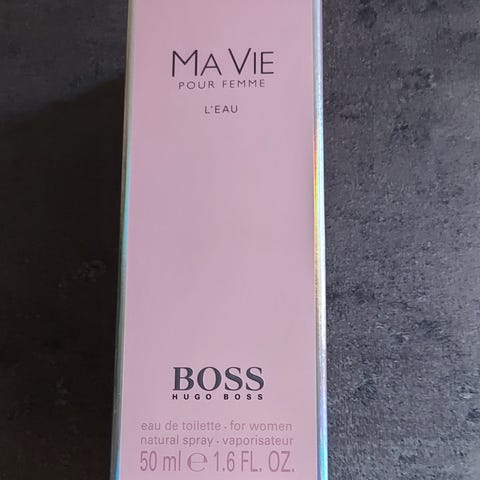 MA VIE
POUR FEMME
L'EAU
BOSS
HUGO BOSS
eau de toilette · for women
natural spray · vaporisateur
50 ml ℮ 1.6 FL. OZ.